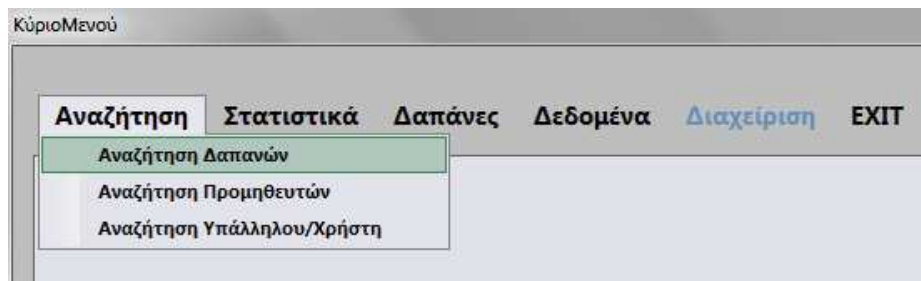 ΚύριοΜενού
Αναζήτηση Στατιστικά Δαπάνες Δεδομένα Διαχείριση EXIT
Αναζήτηση Δαπανών
Αναζήτηση Προμηθευτών
Αναζήτηση Υπάλληλου/Χρήστη